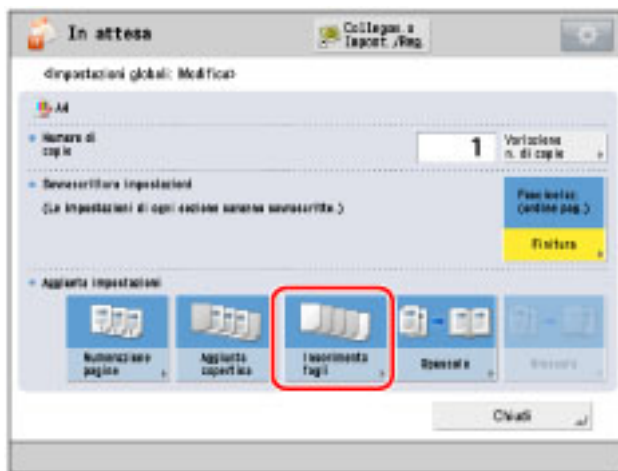 In attesa
Collegam. a
Impost./Reg.
<Impostazioni globali: Modifica>
A4
Numero di
copie
1
Variazione
n. di copie
Sovrascrittura impostazioni
(Le impostazioni di ogni sezione saranno sovrascritte.)
(ordine pag.)
Finitura
Aggiunta impostazioni
Numerazione
pagine
Aggiunta
copertina
Inserimento
fogli
Opuscolo
Chiudi